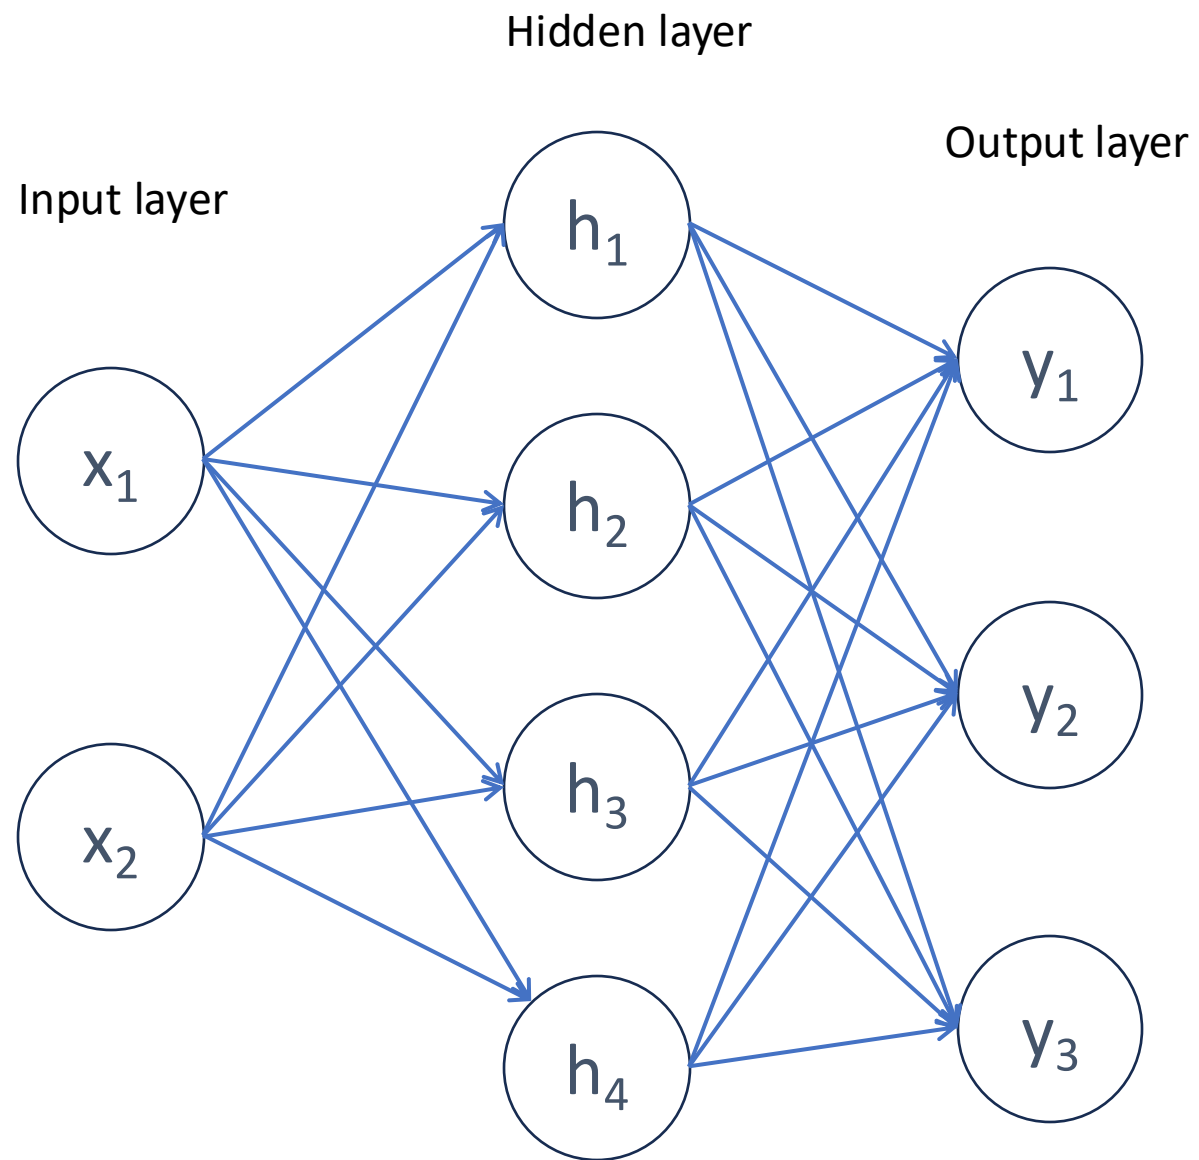 Hidden layer
Output layer
Input layer
h₁
y₁
x₁
h₂
y₂
h₃
x₂
y₃
h₄